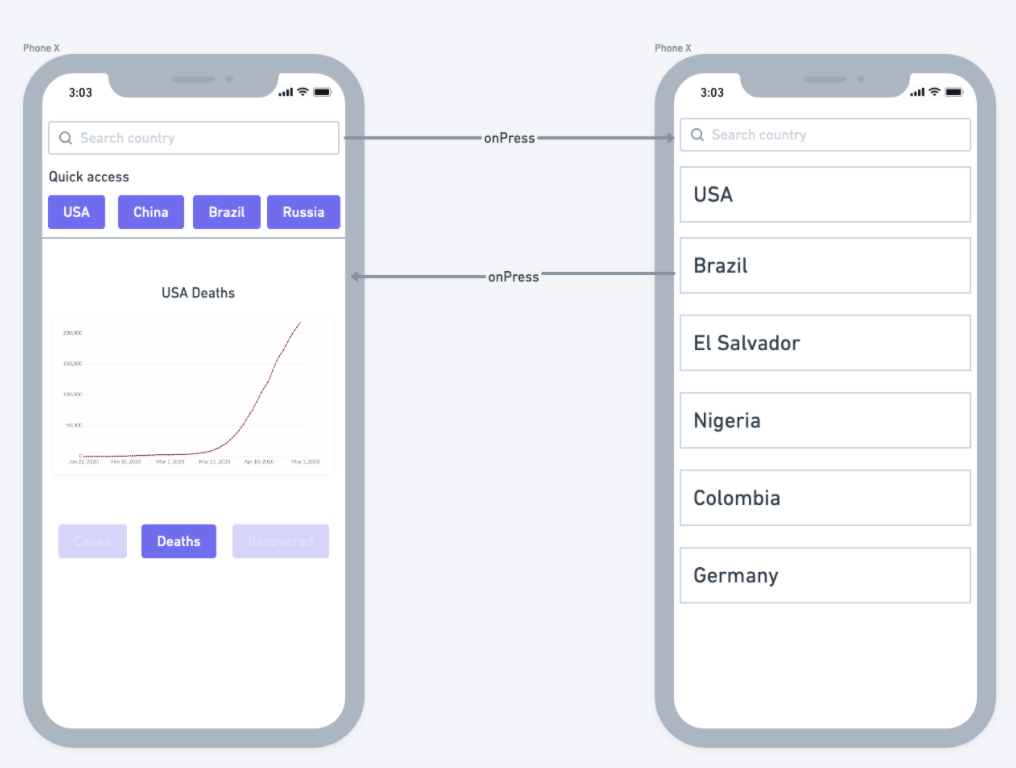 Phone X
3:03
Search country
Quick access
USA China Brazil Russia
USA Deaths
200,000
150,000
100,000
50,000
0
Jan 22, 2020 Feb 10, 2020 Mar 1, 2020 Mar 21, 2020 Apr 10, 2020 May 1, 2020
Cases Deaths Recovered
onPress
onPress
Phone X
3:03
Search country
USA
Brazil
El Salvador
Nigeria
Colombia
Germany